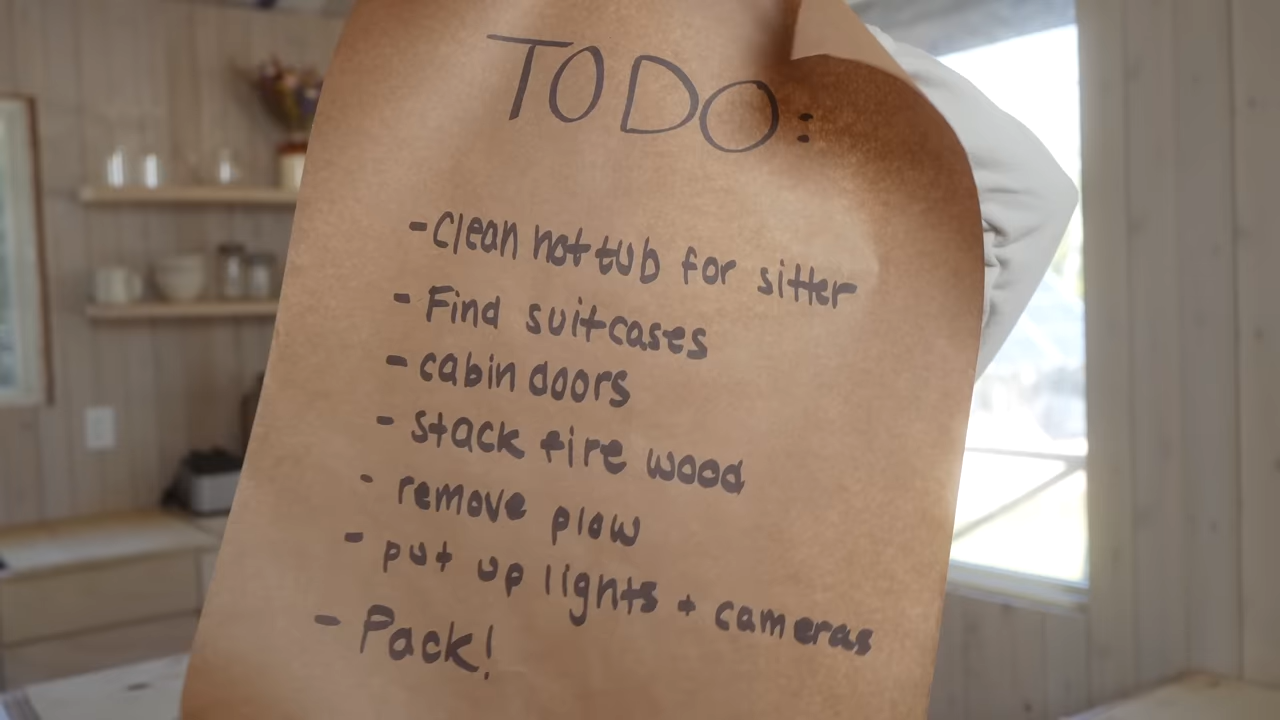 TODO:
- clean hot tub for sitter
- Find suitcases
- cabin doors
- stack fire wood
- remove plow
- put up lights + cameras
- Pack!